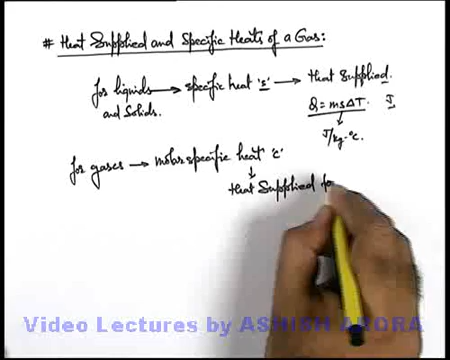 # Heat Supplied and Specific Heats of a Gas:
for liquids → specific heat 's' → Heat Supplied.
and Solids.
Q = msΔT. J
J/kg-°C.
for gases → molar specific heat 'c'
Heat Supplied fo
Video Lectures by ASHISH ARORA